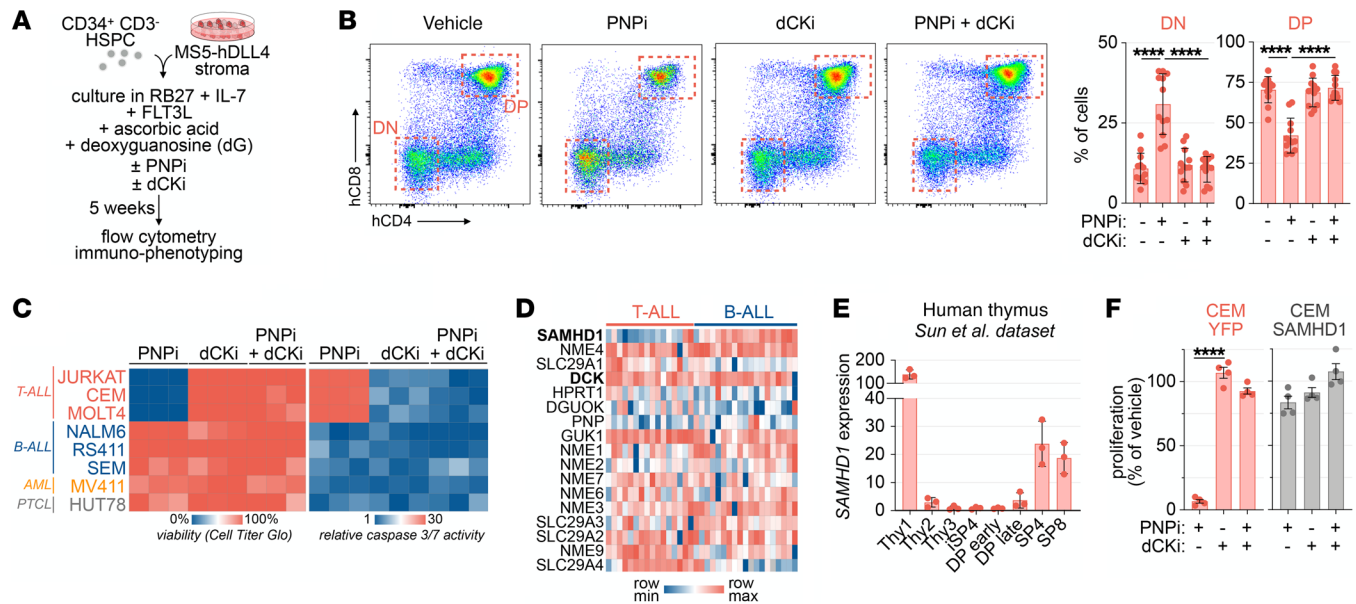 A
CD34+ CD3-
HSPC
MS5-hDLL4
stroma
culture in RB27 + IL-7
+ FLT3L
+ ascorbic acid
+ deoxyguanosine (dG)
± PNPi
± dCKi
5 weeks
flow cytometry
immuno-phenotyping
B
Vehicle PNPi dCKi PNPi + dCKi
DP
DN
hCD8
hCD4
DN
****
****
50
25
0
% of cells
PNPi: - + - +
dCKi: - - + +
DP
****
****
100
75
50
25
0
- + - +
- - + +
C
PNPi dCKi PNPi + dCKi PNPi dCKi PNPi + dCKi
T-ALL
JURKAT
CEM
MOLT4
B-ALL
NALM6
RS411
SEM
AML
MV411
PTCL
HUT78
0% 100%
viability (Cell Titer Glo)
1 30
relative caspase 3/7 activity
D
T-ALL B-ALL
SAMHD1
NME4
SLC29A1
DCK
HPRT1
DGUOK
PNP
GUK1
NME1
NME2
NME7
NME6
NME3
SLC29A3
SLC29A2
NME9
SLC29A4
row min
row max
E
Human thymus
Sun et al. dataset
SAMHD1 expression
200
150
100
40
30
20
10
0
Thy1
Thy2
Thy3
iSP4
DP early
DP late
SP4
SP8
F
CEM YFP
CEM SAMHD1
****
proliferation
(% of vehicle)
100
50
0
PNPi: + + + +
dCKi: + + + +